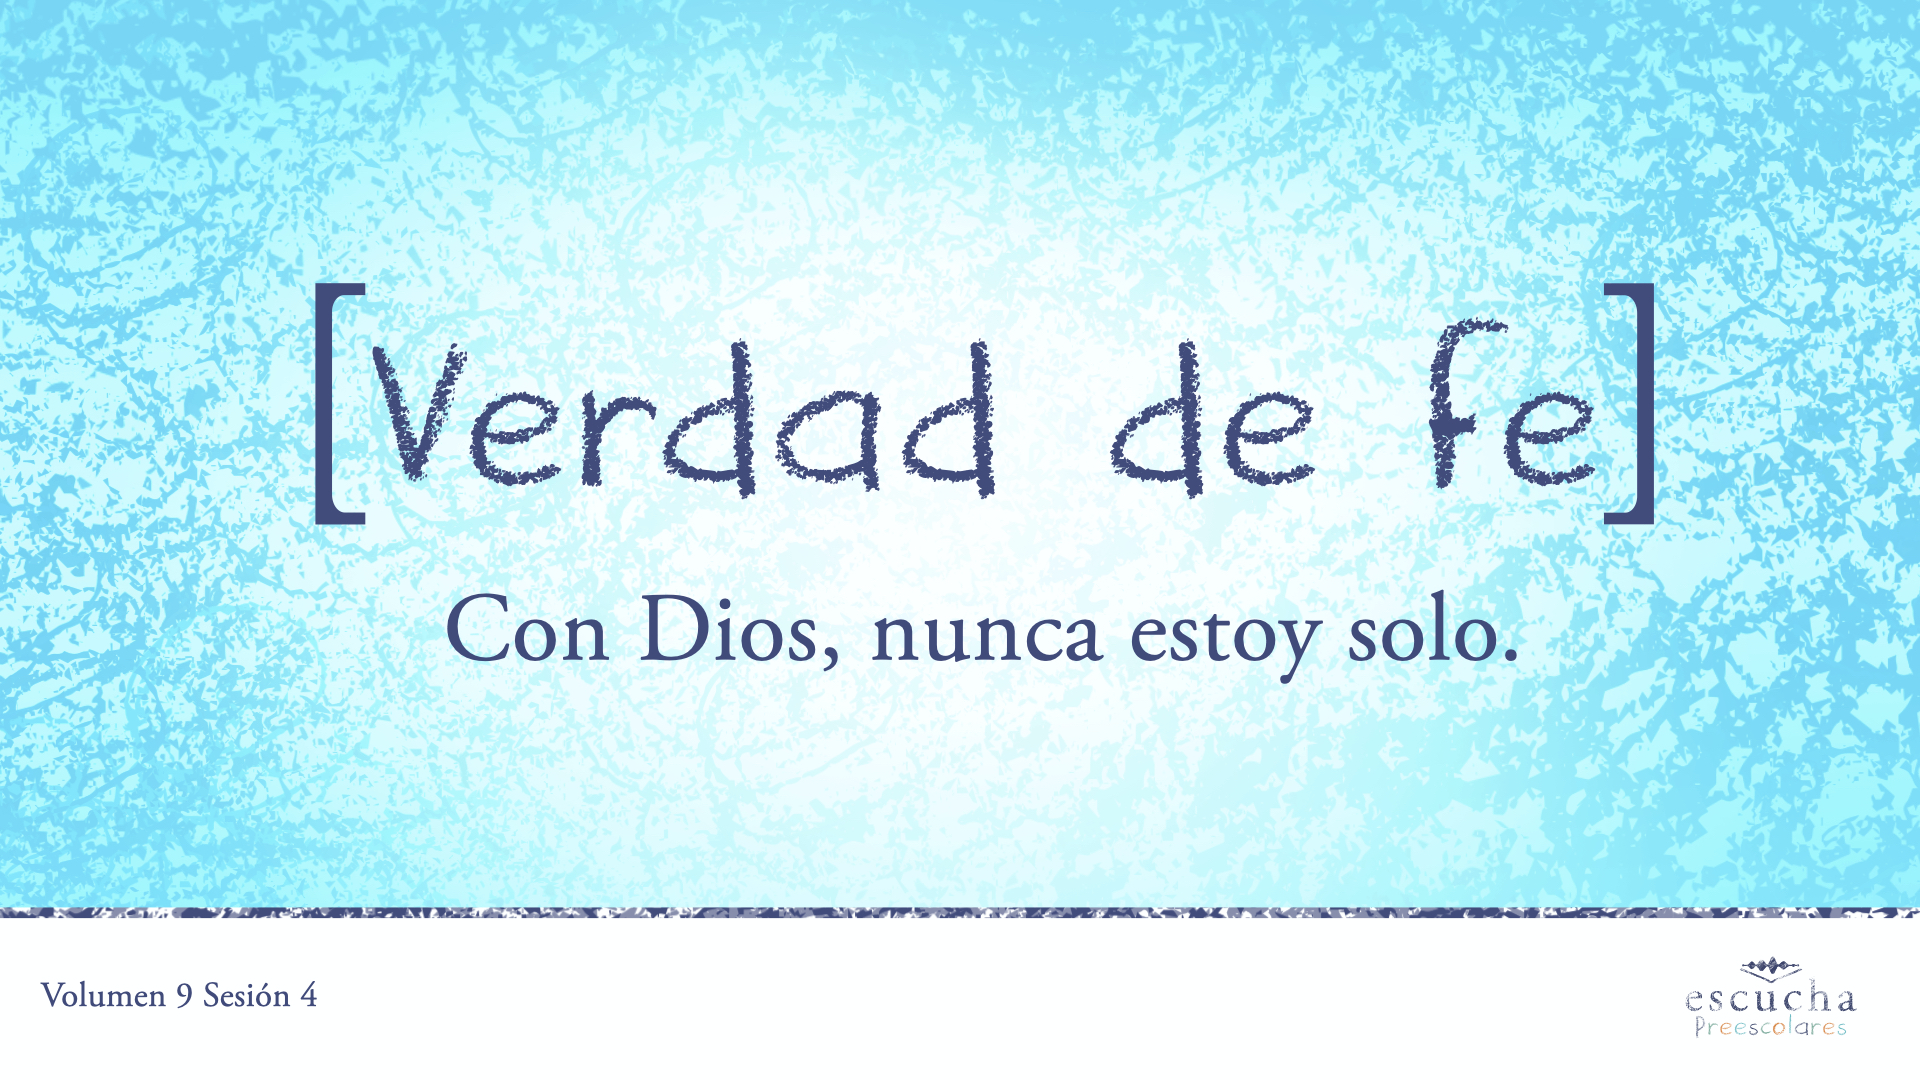 [Verdad de fe]
Con Dios, nunca estoy solo.
Volumen 9 Sesión 4
escucha
Preescolares